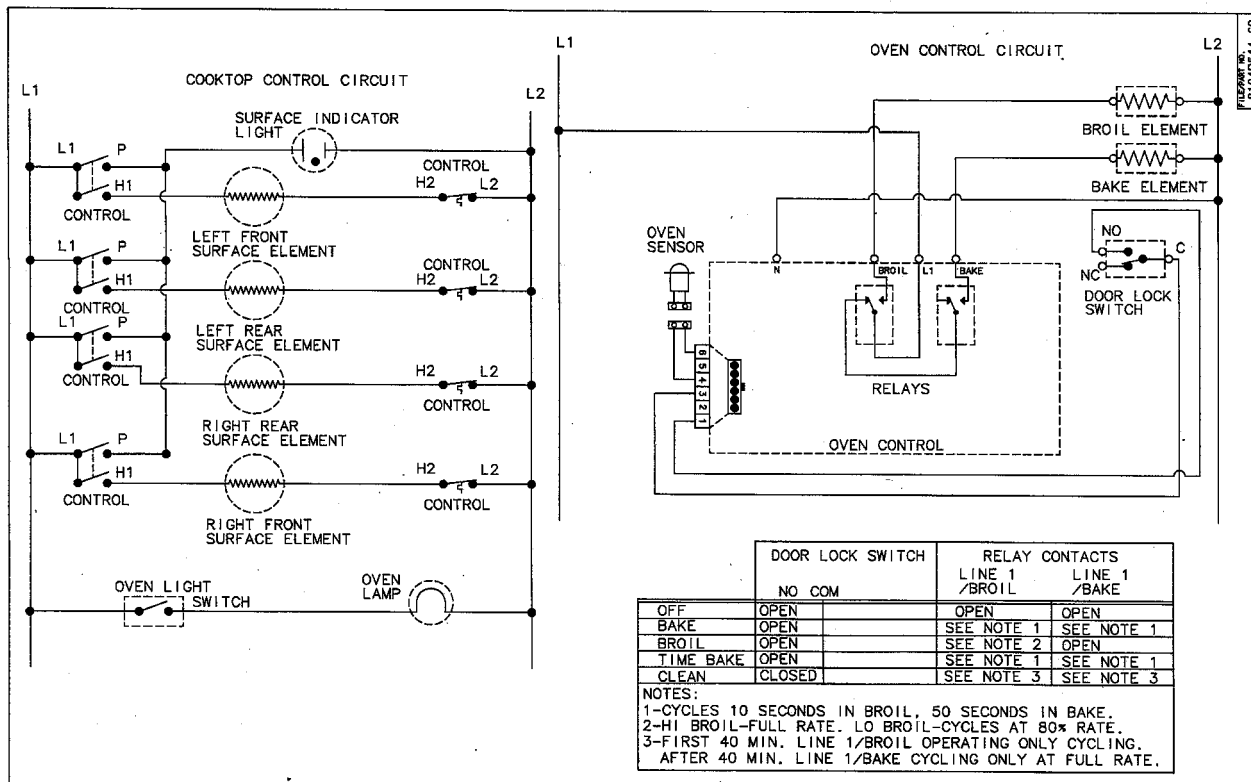 COOKTOP CONTROL CIRCUIT
L1
L2
SURFACE INDICATOR
LIGHT
L1
P
H1
CONTROL
CONTROL
H2
L2
LEFT FRONT
SURFACE ELEMENT
L1
P
H1
CONTROL
CONTROL
H2
L2
LEFT REAR
SURFACE ELEMENT
L1
P
H1
CONTROL
H2
L2
CONTROL
RIGHT REAR
SURFACE ELEMENT
L1
P
H1
CONTROL
H2
L2
CONTROL
RIGHT FRONT
SURFACE ELEMENT
OVEN LIGHT
SWITCH
OVEN
LAMP
L1
OVEN CONTROL CIRCUIT
L2
FILE/PART NO.
BROIL ELEMENT
BAKE ELEMENT
OVEN
SENSOR
N
BROIL
L1
BAKE
NO
C
NC
DOOR LOCK
SWITCH
RELAYS
6
5
4
3
2
1
OVEN CONTROL
DOOR LOCK SWITCH RELAY CONTACTS
NO COM LINE 1 /BROIL LINE 1 /BAKE
OFF OPEN OPEN OPEN
BAKE OPEN SEE NOTE 1 SEE NOTE 1
BROIL OPEN SEE NOTE 2 OPEN
TIME BAKE OPEN SEE NOTE 1 SEE NOTE 1
CLEAN CLOSED SEE NOTE 3 SEE NOTE 3
NOTES:
1-CYCLES 10 SECONDS IN BROIL, 50 SECONDS IN BAKE.
2-HI BROIL-FULL RATE. LO BROIL-CYCLES AT 80% RATE.
3-FIRST 40 MIN. LINE 1/BROIL OPERATING ONLY CYCLING.
AFTER 40 MIN. LINE 1/BAKE CYCLING ONLY AT FULL RATE.